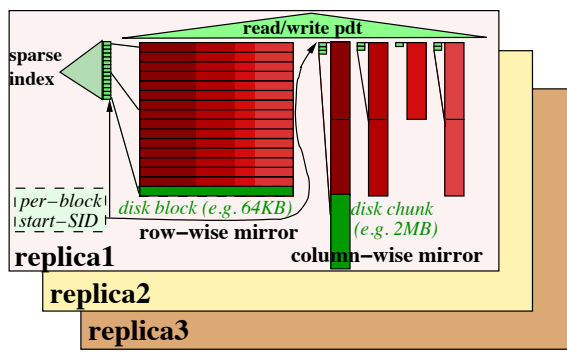 read/write pdt
sparse
index
per-block
start-SID
disk block (e.g. 64KB)
row-wise mirror
disk chunk
(e.g. 2MB)
column-wise mirror
replica1
replica2
replica3